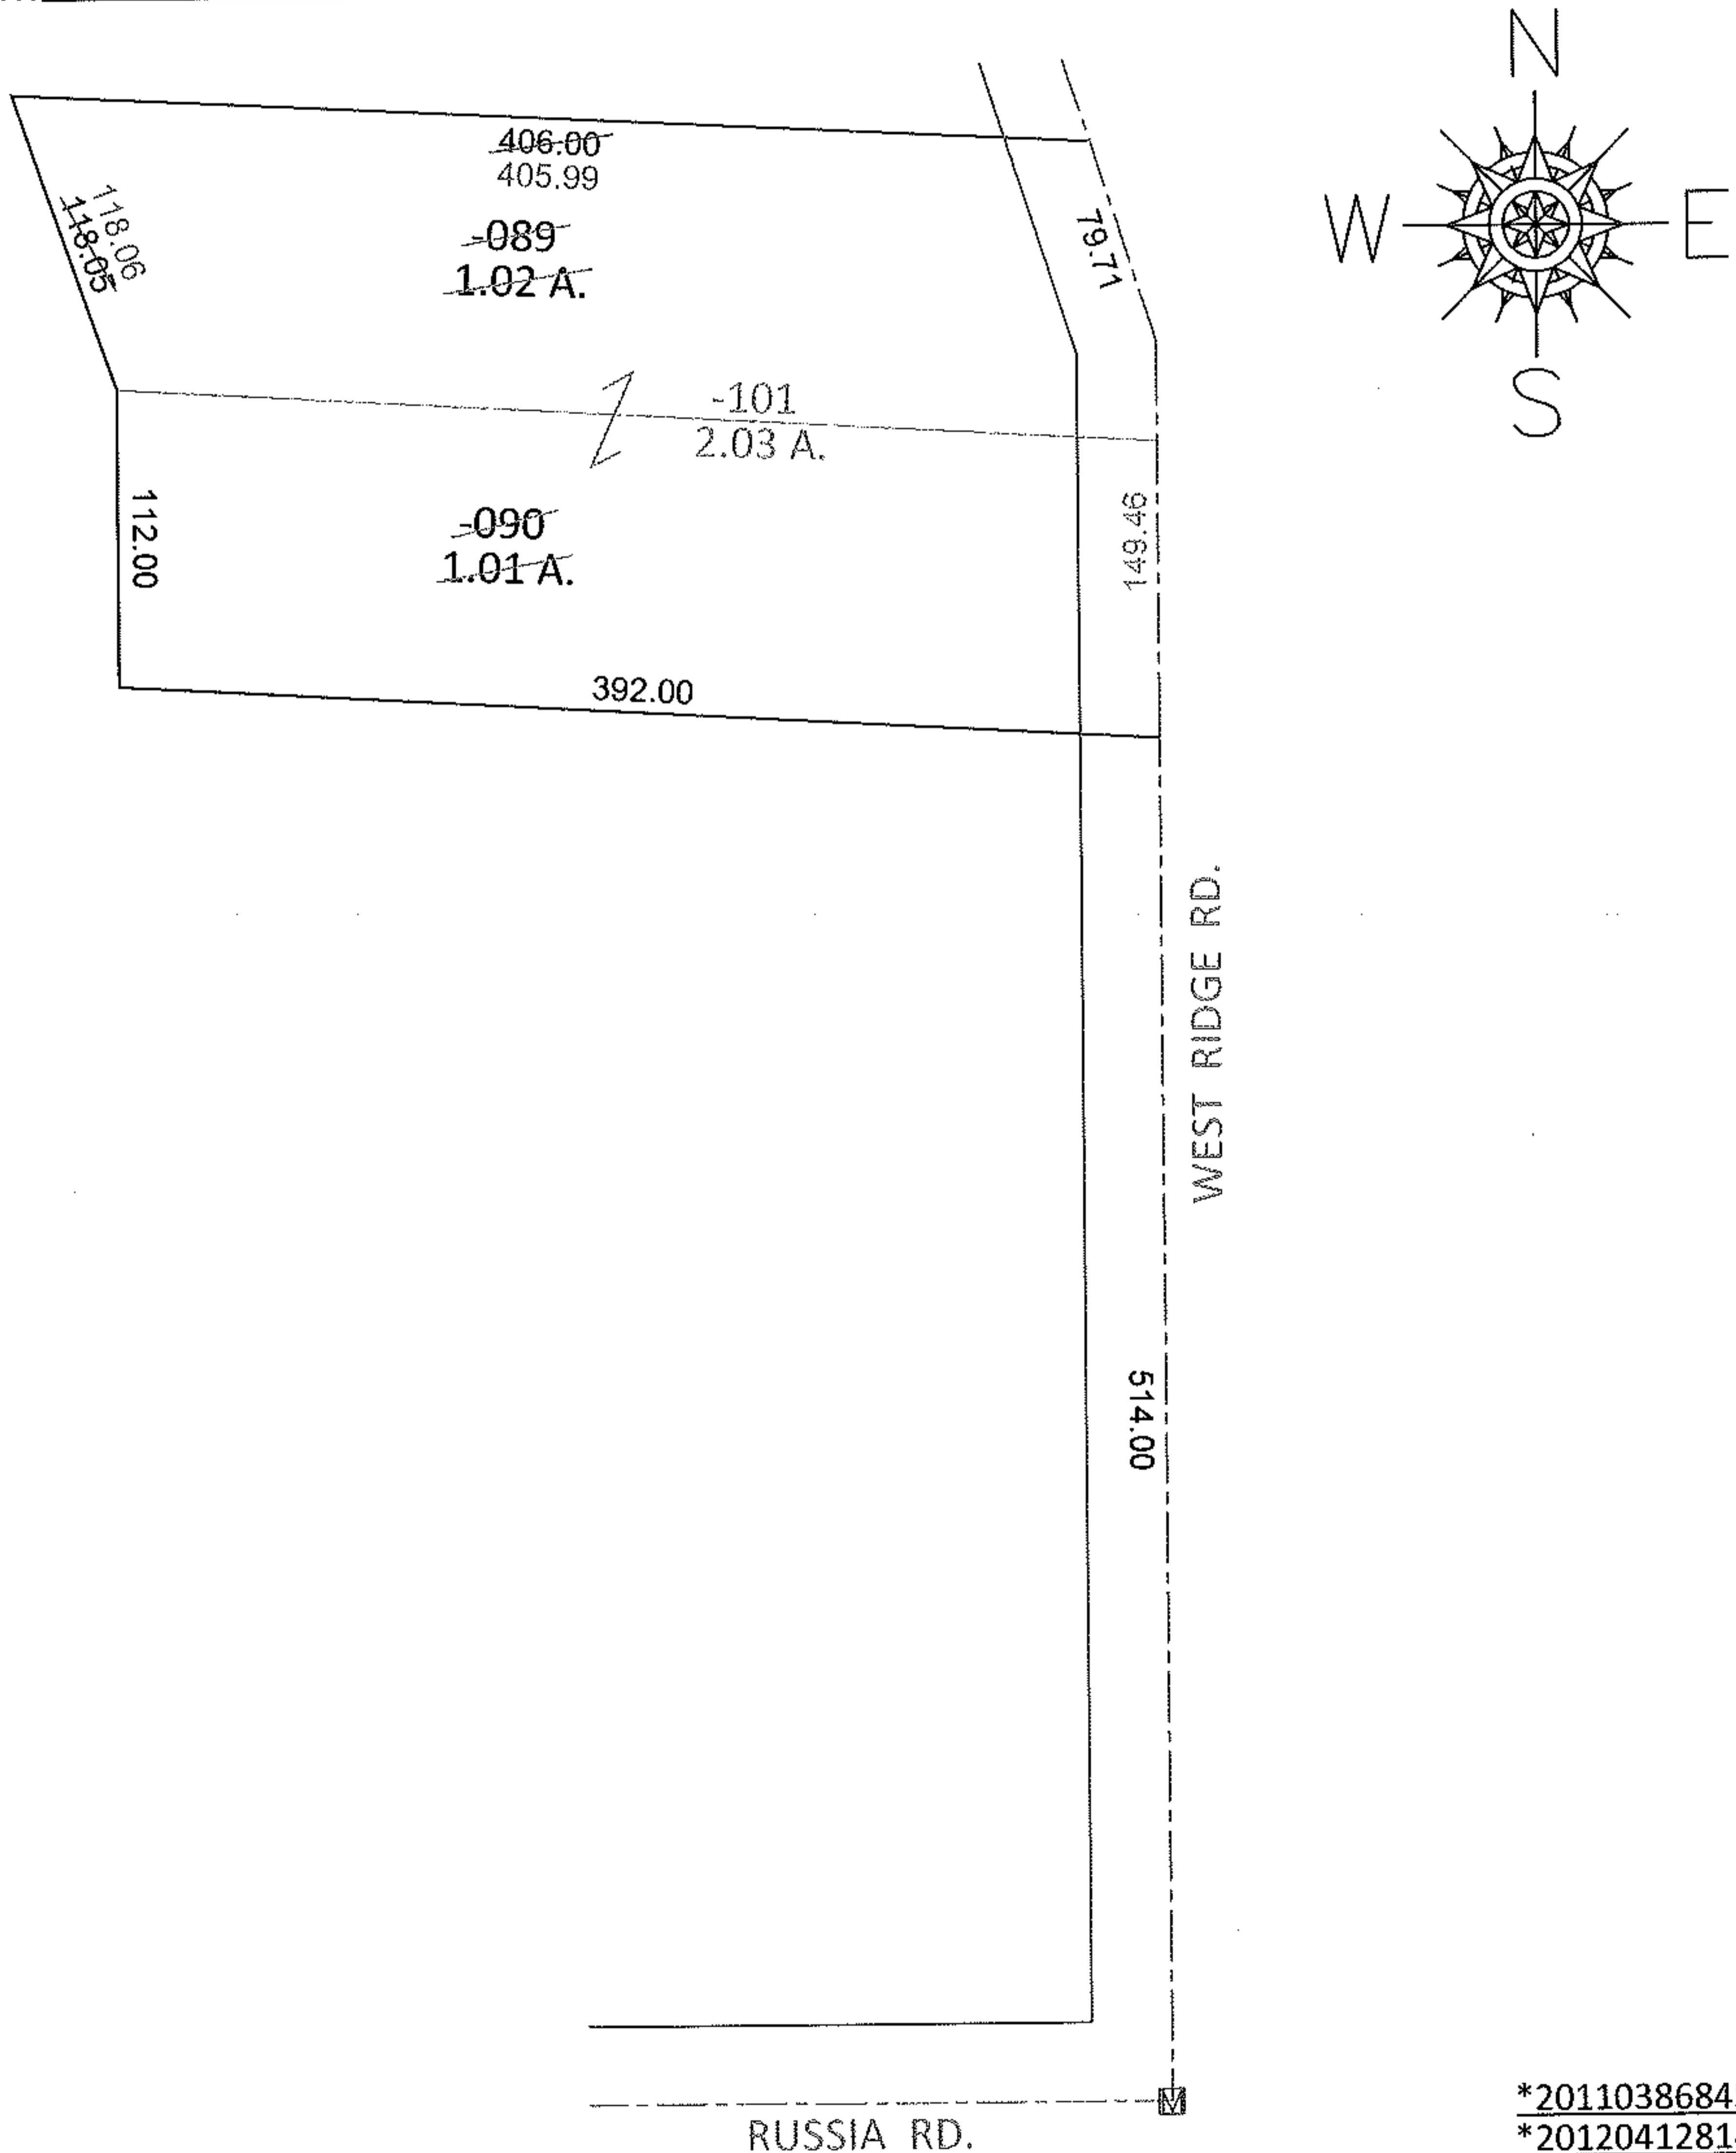 N
W
E
S
406.00
405.99
-089
1.02 A.
118.06
118.05
79.71
-101
2.03 A.
-090
1.01 A.
112.00
149.46
392.00
WEST RIDGE RD.
514.00
M
RUSSIA RD.
*2011038684
*201204128